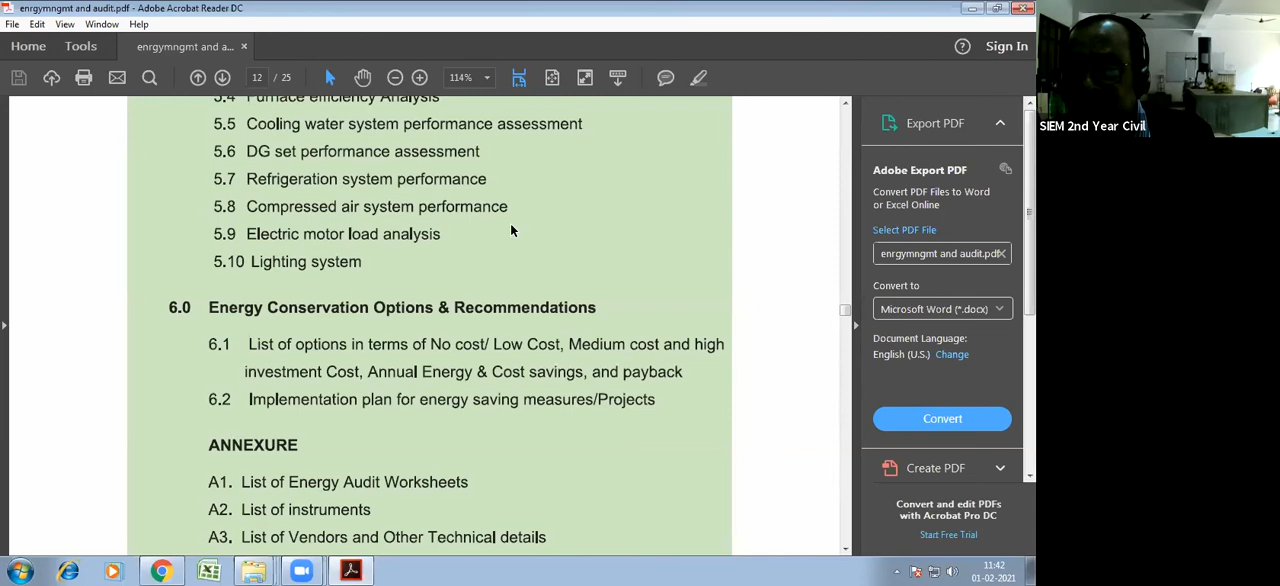 enrgymngmt and audit.pdf - Adobe Acrobat Reader DC
File Edit View Window Help
Home Tools enrgymngmt and a... × Sign In
12 / 25 114%
5.4 Furnace efficiency Analysis
5.5 Cooling water system performance assessment
5.6 DG set performance assessment
5.7 Refrigeration system performance
5.8 Compressed air system performance
5.9 Electric motor load analysis
5.10 Lighting system
6.0 Energy Conservation Options & Recommendations
6.1 List of options in terms of No cost/ Low Cost, Medium cost and high
investment Cost, Annual Energy & Cost savings, and payback
6.2 Implementation plan for energy saving measures/Projects
ANNEXURE
A1. List of Energy Audit Worksheets
A2. List of instruments
A3. List of Vendors and Other Technical details
Export PDF
Adobe Export PDF
Convert PDF Files to Word
or Excel Online
Select PDF File
enrgymngmt and audit.pdf
Convert to
Microsoft Word (*.docx)
Document Language:
English (U.S.) Change
Convert
Create PDF
Convert and edit PDFs
with Acrobat Pro DC
Start Free Trial
SIEM 2nd Year Civil
11:42
01-02-2021